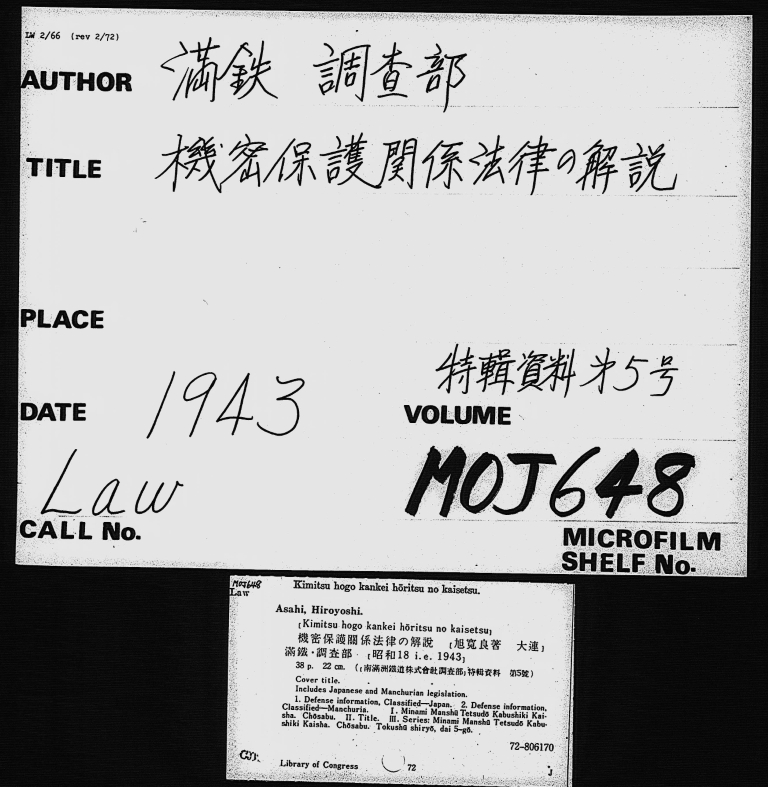 LW 2/66 (rev 2/72)
AUTHOR 満鉄 調査部
TITLE 機密保護関係法律の解説
PLACE
特輯資料 第5号
DATE 1943 VOLUME
Law MOJ648
CALL No. MICROFILM
SHELF No.
MOJ648 Kimitsu hogo kankei hōritsu no kaisetsu.
Law
Asahi, Hiroyoshi.
[Kimitsu hogo kankei hōritsu no kaisetsu]
機密保護關係法律の解説 [旭寛良著 大連]
滿鐵・調査部 [昭和18 i.e. 1943]
38 p. 22 cm. ([南滿洲鐵道株式會社調査部]特輯資料 第5號)
Cover title.
Includes Japanese and Manchurian legislation.
1. Defense information, Classified—Japan. 2. Defense information,
Classified—Manchuria. I. Minami Manshū Tetsudō Kabushiki Kai-
sha. Chōsabu. II. Title. III. Series: Minami Manshū Tetsudō Kabu-
shiki Kaisha. Chōsabu. Tokushū shiryō, dai 5-gō.
72-806170
Library of Congress 72 J